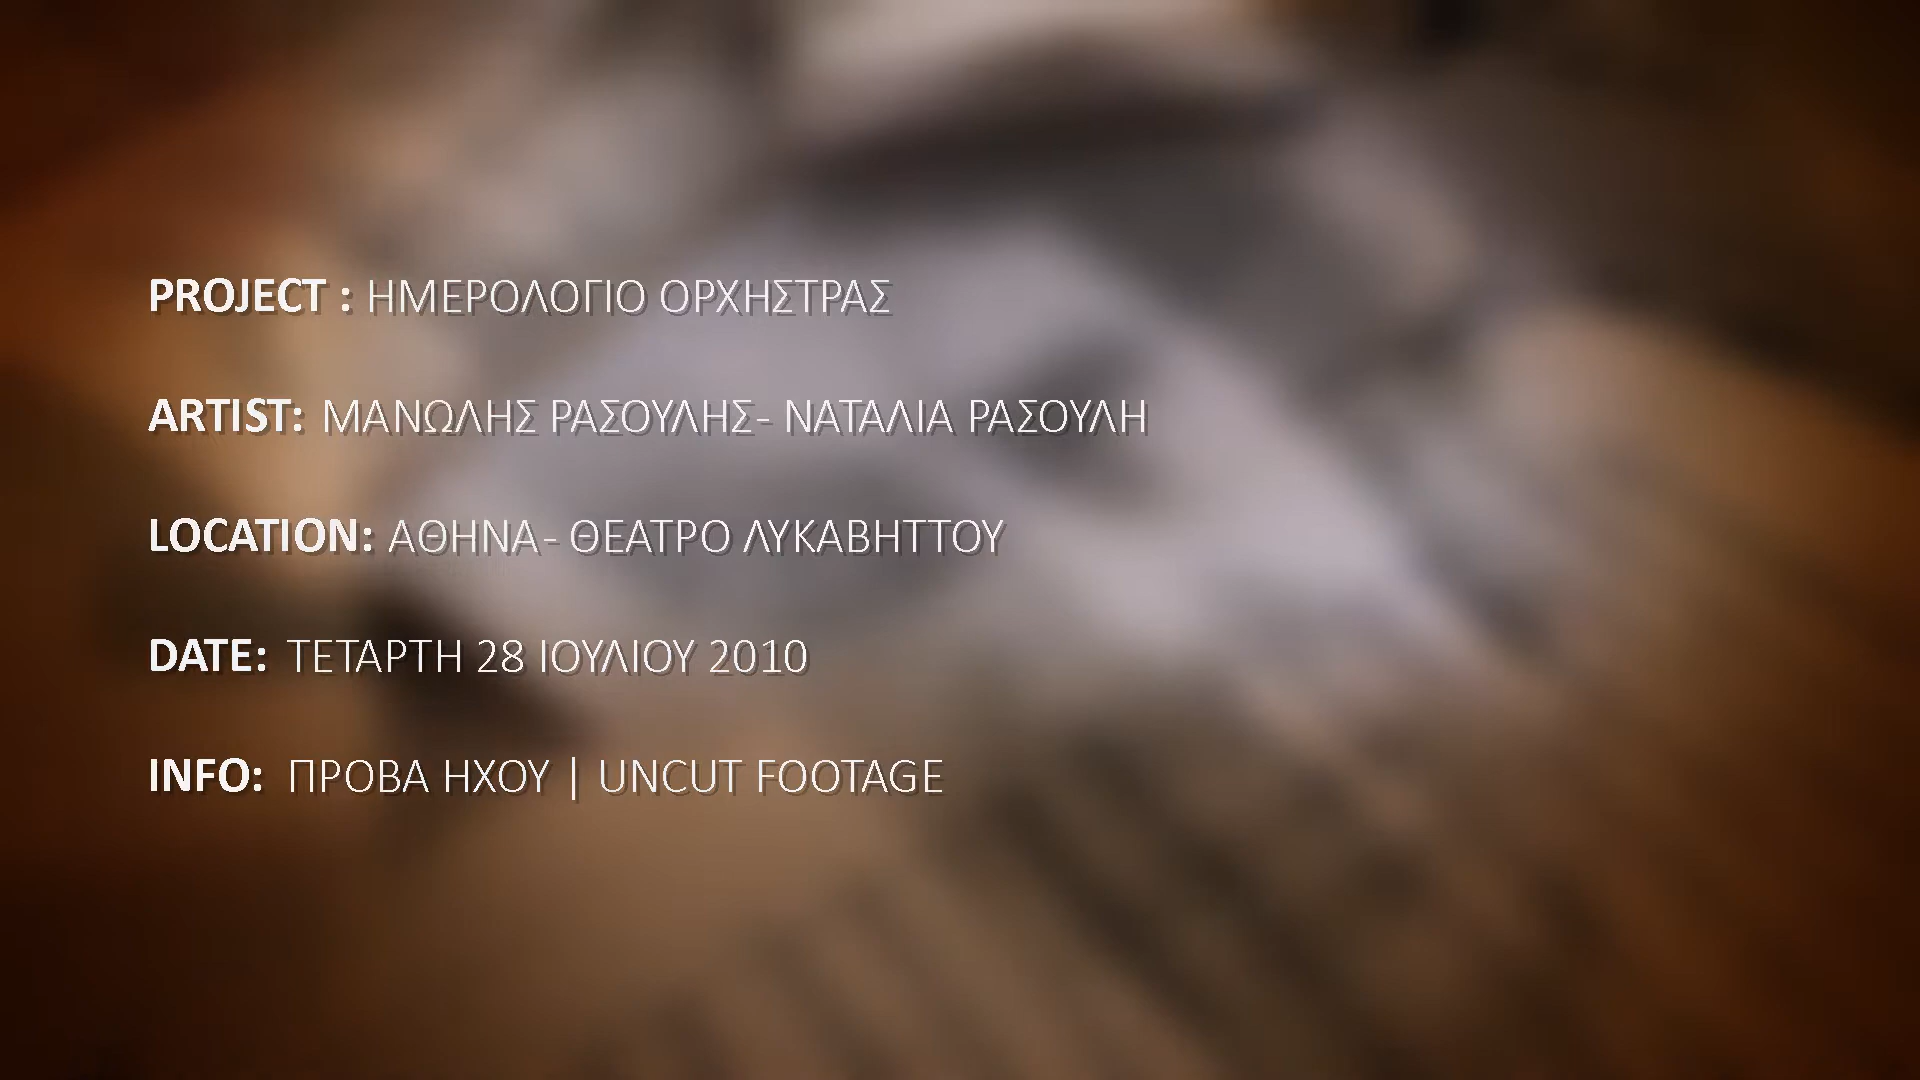 PROJECT : ΗΜΕΡΟΛΟΓΙΟ ΟΡΧΗΣΤΡΑΣ
ARTIST: ΜΑΝΩΛΗΣ ΡΑΣΟΥΛΗΣ- ΝΑΤΑΛΙΑ ΡΑΣΟΥΛΗ
LOCATION: ΑΘΗΝΑ- ΘΕΑΤΡΟ ΛΥΚΑΒΗΤΤΟΥ
DATE: ΤΕΤΑΡΤΗ 28 ΙΟΥΛΙΟΥ 2010
INFO: ΠΡΟΒΑ ΗΧΟΥ | UNCUT FOOTAGE